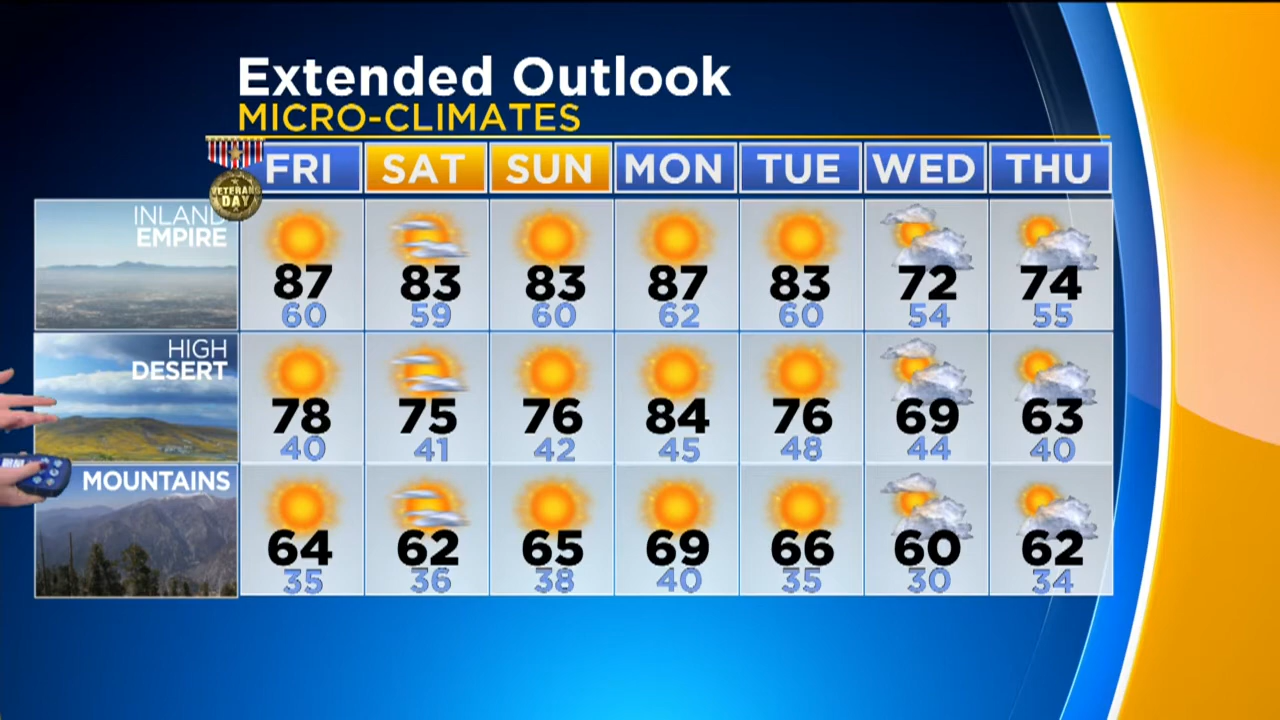 Extended Outlook
MICRO-CLIMATES
FRI SAT SUN MON TUE WED THU
VETERANS
DAY
INLAND
EMPIRE
87 83 83 87 83 72 74
60 59 60 62 60 54 55
HIGH
DESERT
78 75 76 84 76 69 63
40 41 42 45 48 44 40
MOUNTAINS
64 62 65 69 66 60 62
35 36 38 40 35 30 34